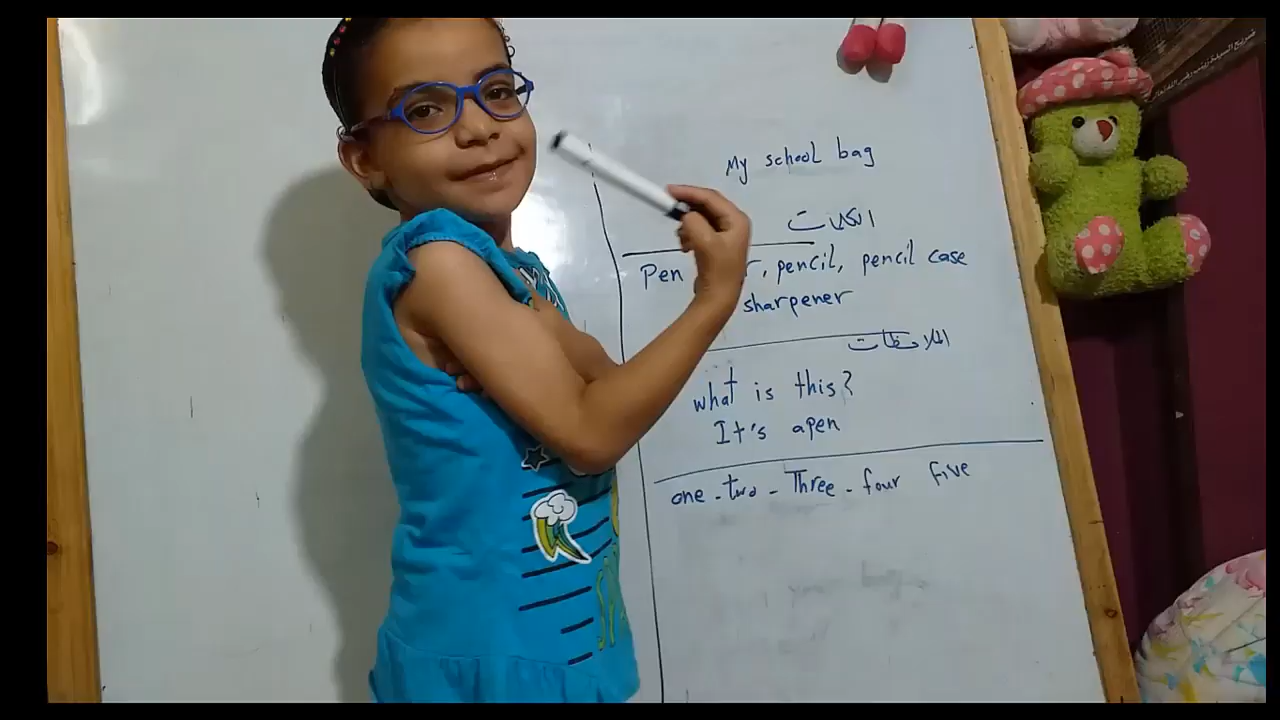 My school bag
الكلمات
Pen , pencil, pencil case
sharpener
الملاحظات
what is this?
It's apen
one - two - Three - four five